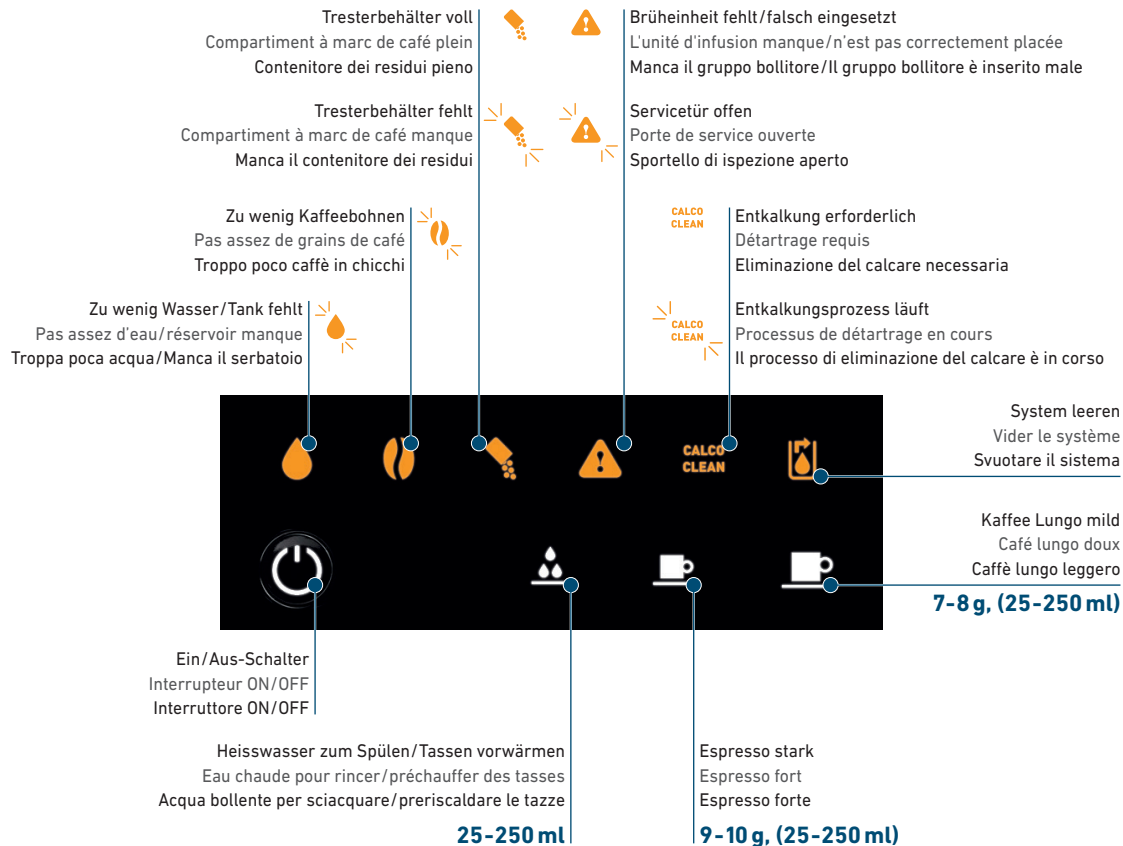 Tresterbehälter voll
Compartiment à marc de café plein
Contenitore dei residui pieno
Brüheinheit fehlt/falsch eingesetzt
L'unité d'infusion manque/n'est pas correctement placée
Manca il gruppo bollitore/Il gruppo bollitore è inserito male
Tresterbehälter fehlt
Compartiment à marc de café manque
Manca il contenitore dei residui
Servicetür offen
Porte de service ouverte
Sportello di ispezione aperto
Zu wenig Kaffeebohnen
Pas assez de grains de café
Troppo poco caffè in chicchi
CALCO
CLEAN
Entkalkung erforderlich
Détartrage requis
Eliminazione del calcare necessaria
Zu wenig Wasser/Tank fehlt
Pas assez d'eau/réservoir manque
Troppa poca acqua/Manca il serbatoio
CALCO
CLEAN
Entkalkungsprozess läuft
Processus de détartrage en cours
Il processo di eliminazione del calcare è in corso
CALCO
CLEAN
System leeren
Vider le système
Svuotare il sistema
Kaffee Lungo mild
Café lungo doux
Caffè lungo leggero
7-8 g, (25-250 ml)
Ein/Aus-Schalter
Interrupteur ON/OFF
Interruttore ON/OFF
Heisswasser zum Spülen/Tassen vorwärmen
Eau chaude pour rincer/préchauffer des tasses
Acqua bollente per sciacquare/preriscaldare le tazze
25-250 ml
Espresso stark
Espresso fort
Espresso forte
9-10 g, (25-250 ml)